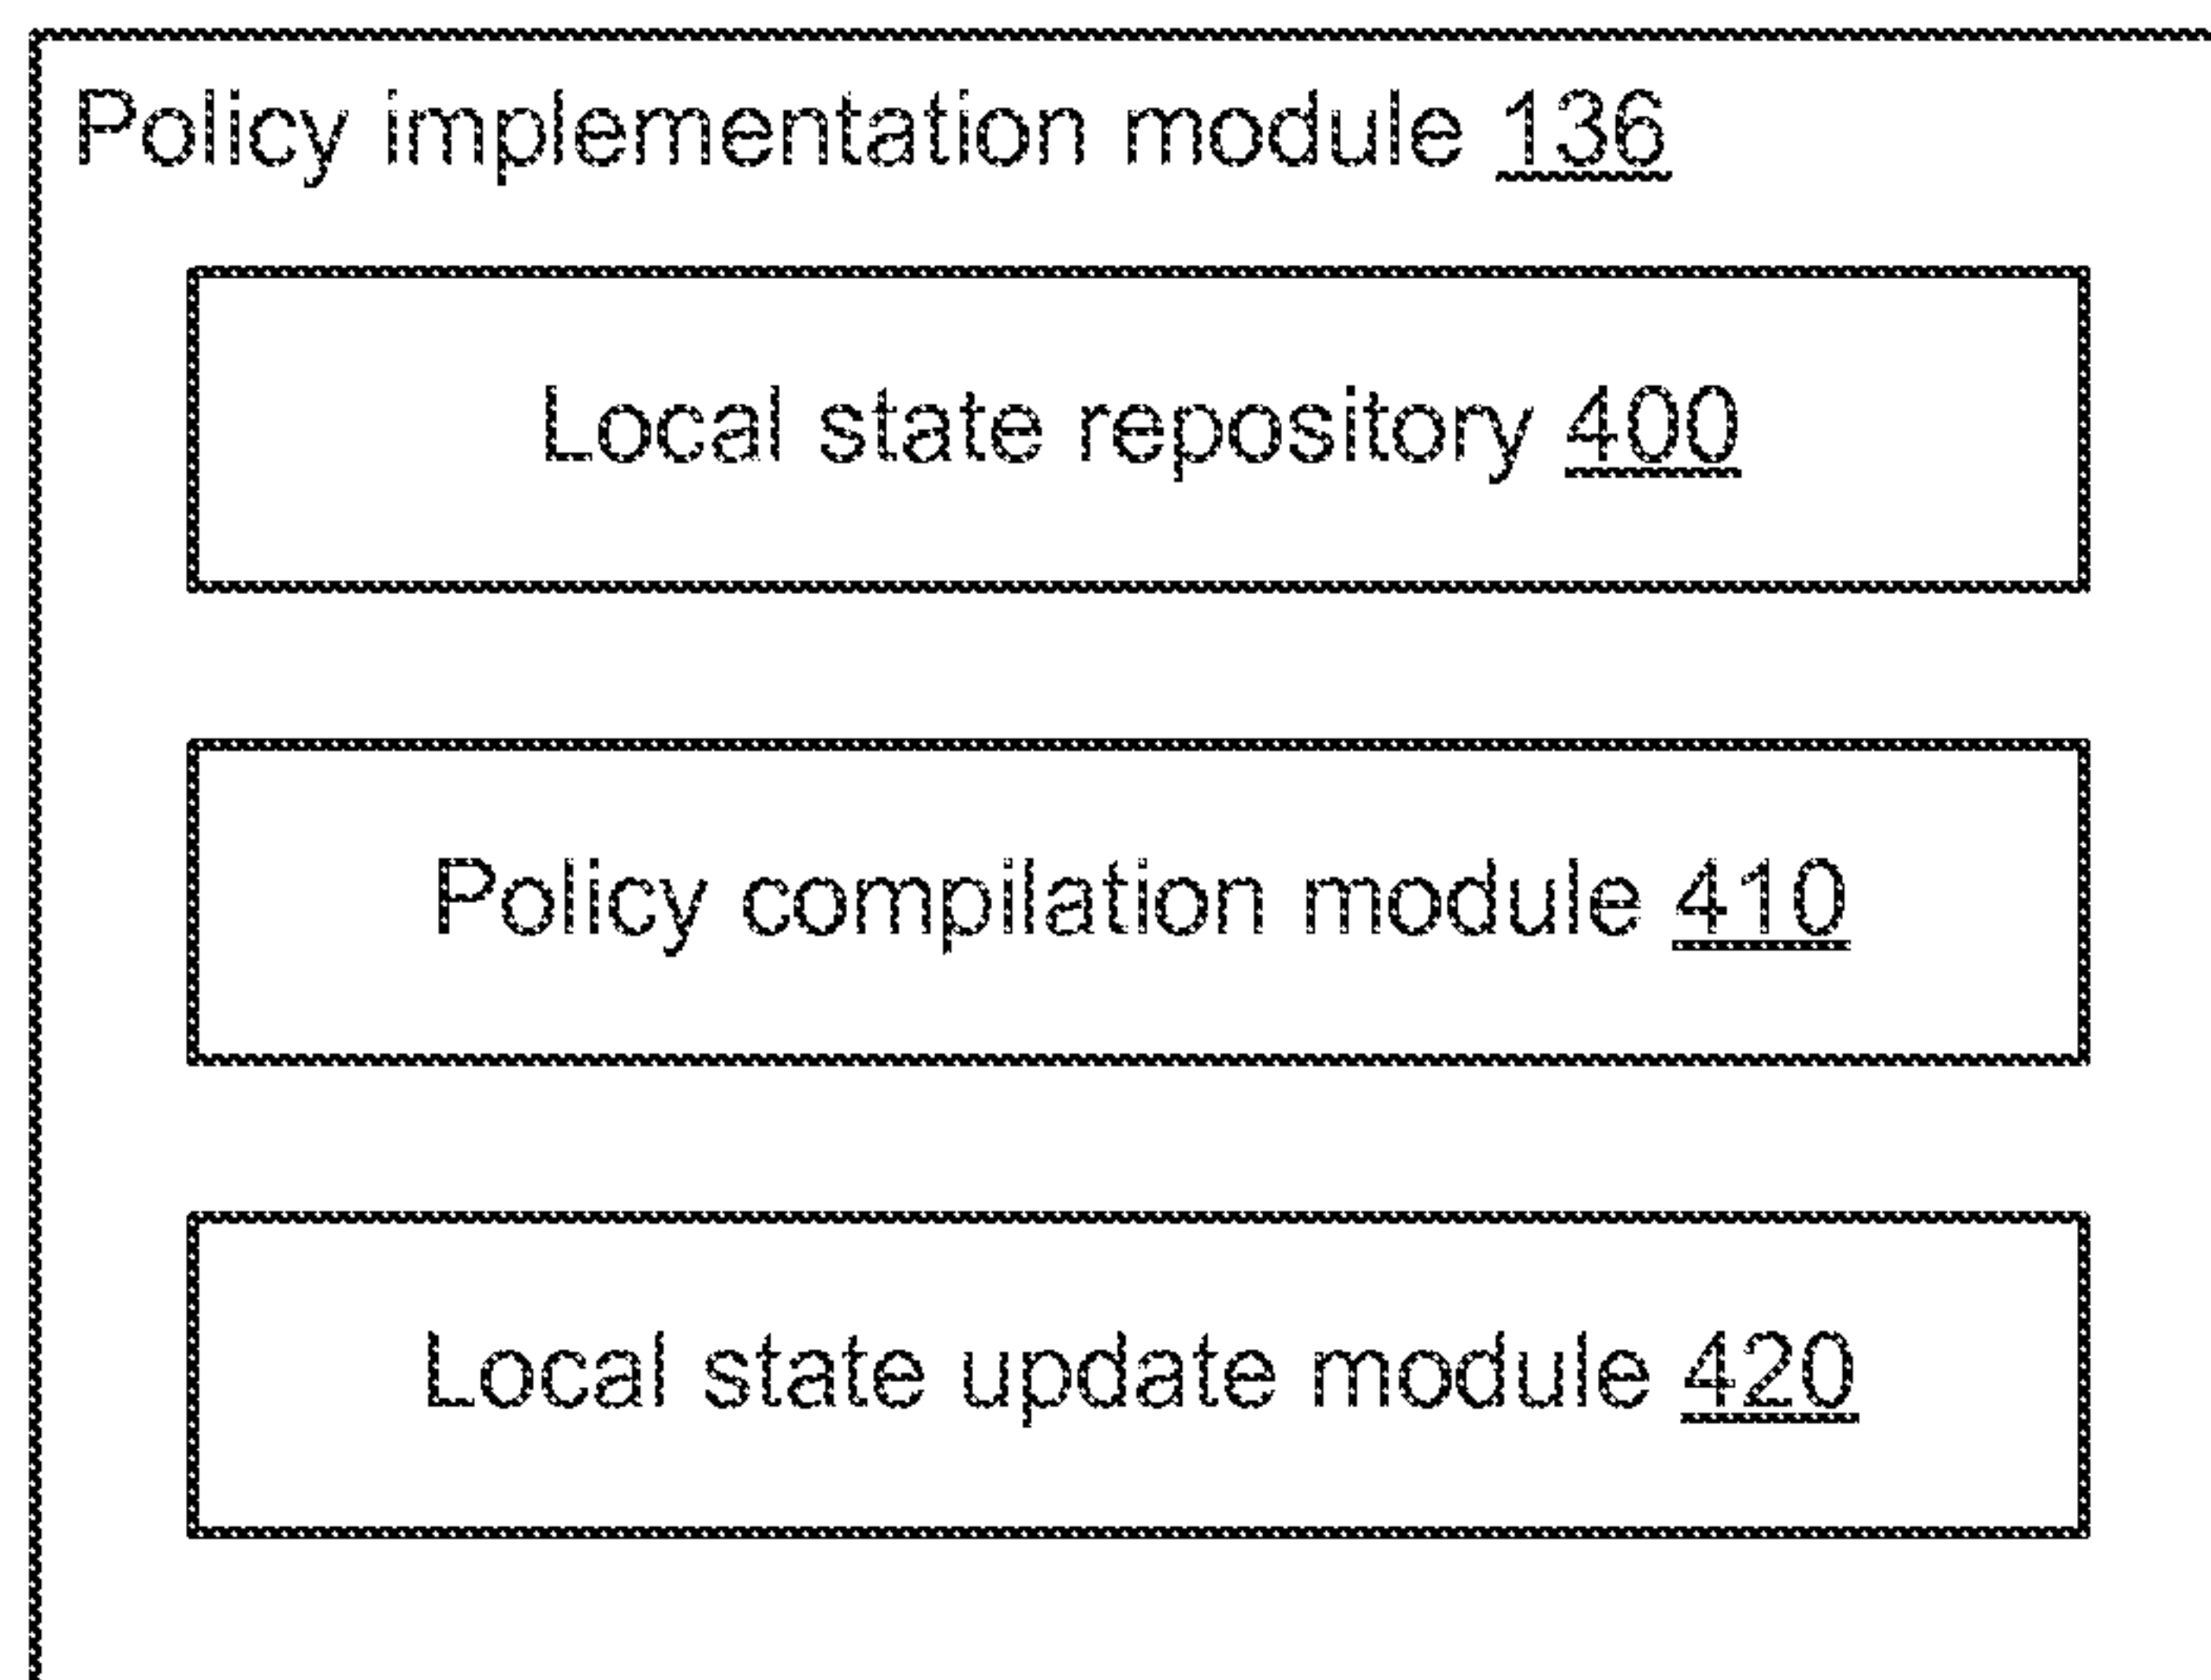 Policy implementation module 136
Local state repository 400
Policy compilation module 410
Local state update module 420